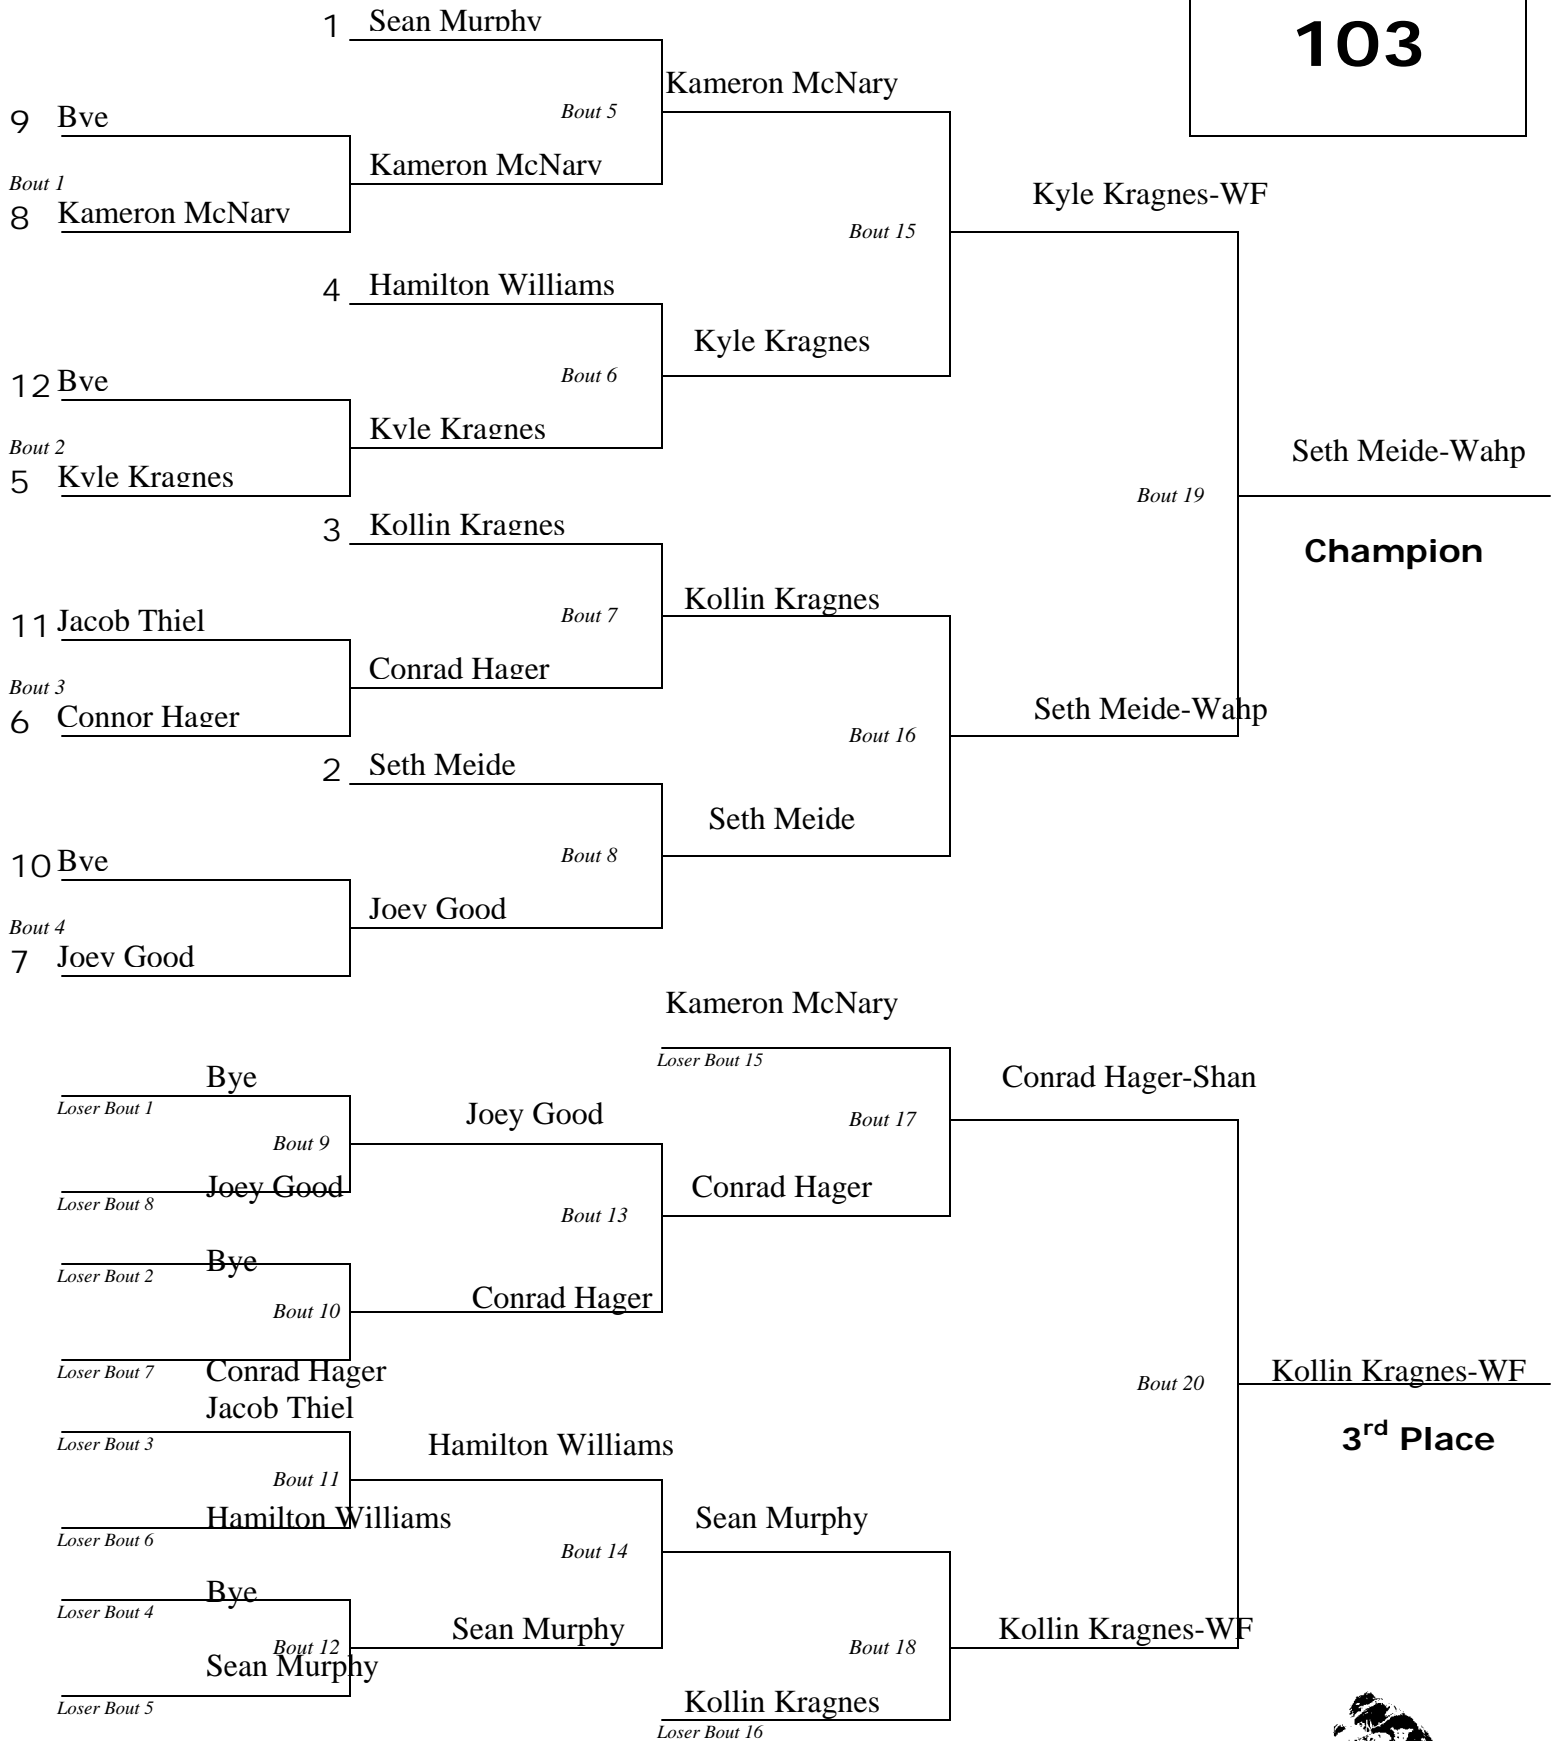 103
1 Sean Murphy
Kameron McNary
9 Bye
Bout 5
Kameron McNary
Bout 1
8 Kameron McNary
Kyle Kragnes-WF
Bout 15
4 Hamilton Williams
Kyle Kragnes
12 Bye
Bout 6
Kyle Kragnes
Bout 2
5 Kyle Kragnes
Seth Meide-Wahp
Bout 19
3 Kollin Kragnes
Champion
Kollin Kragnes
11 Jacob Thiel
Bout 7
Conrad Hager
Bout 3
6 Connor Hager
Seth Meide-Wahp
Bout 16
2 Seth Meide
Seth Meide
10 Bye
Bout 8
Joey Good
Bout 4
7 Joey Good
Kameron McNary
Loser Bout 15
Bye
Loser Bout 1
Conrad Hager-Shan
Joey Good
Bout 17
Bout 9
Joey Good
Loser Bout 8
Conrad Hager
Bout 13
Bye
Loser Bout 2
Conrad Hager
Bout 10
Loser Bout 7
Conrad Hager
Kollin Kragnes-WF
Bout 20
Jacob Thiel
Loser Bout 3
Hamilton Williams
3rd Place
Bout 11
Hamilton Williams
Loser Bout 6
Sean Murphy
Bout 14
Bye
Loser Bout 4
Sean Murphy
Kollin Kragnes-WF
Bout 12
Bout 18
Sean Murphy
Loser Bout 5
Kollin Kragnes
Loser Bout 16